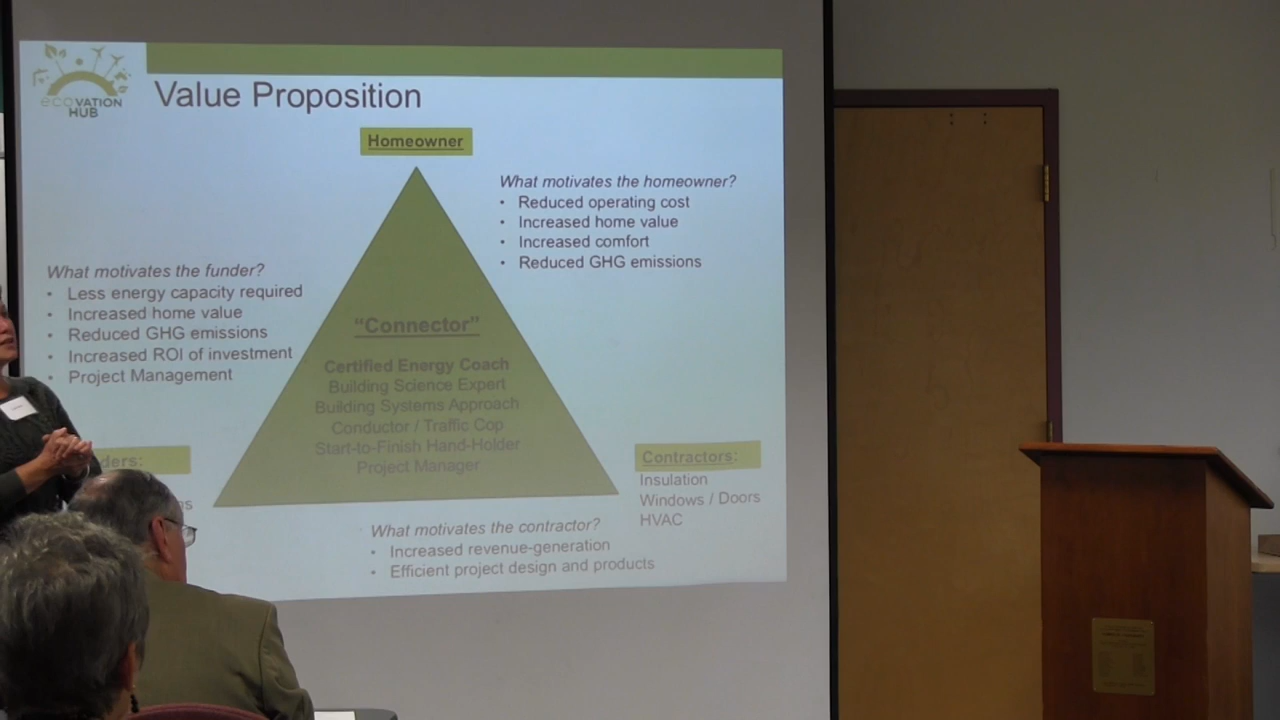 ecoVATION
HUB
Value Proposition
Homeowner
What motivates the homeowner?
• Reduced operating cost
• Increased home value
• Increased comfort
• Reduced GHG emissions
What motivates the funder?
• Less energy capacity required
• Increased home value
• Reduced GHG emissions
• Increased ROI of investment
• Project Management
“Connector”
Certified Energy Coach
Building Science Expert
Building Systems Approach
Conductor / Traffic Cop
Start-to-Finish Hand-Holder
Project Manager
Contractors:
Insulation
Windows / Doors
HVAC
What motivates the contractor?
• Increased revenue-generation
• Efficient project design and products